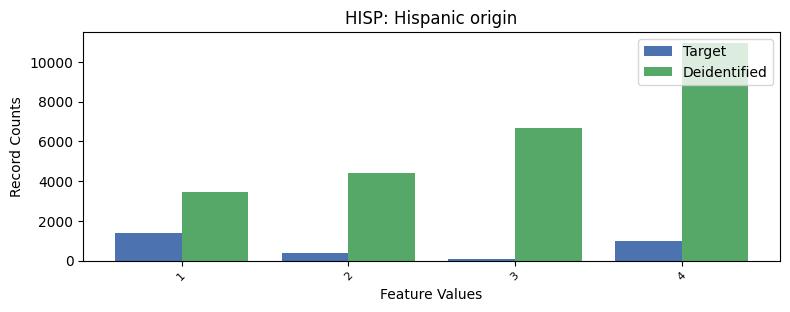 HISP: Hispanic origin
Target
Deidentified
Record Counts
10000
8000
6000
4000
2000
0
1 2 3 4
Feature Values